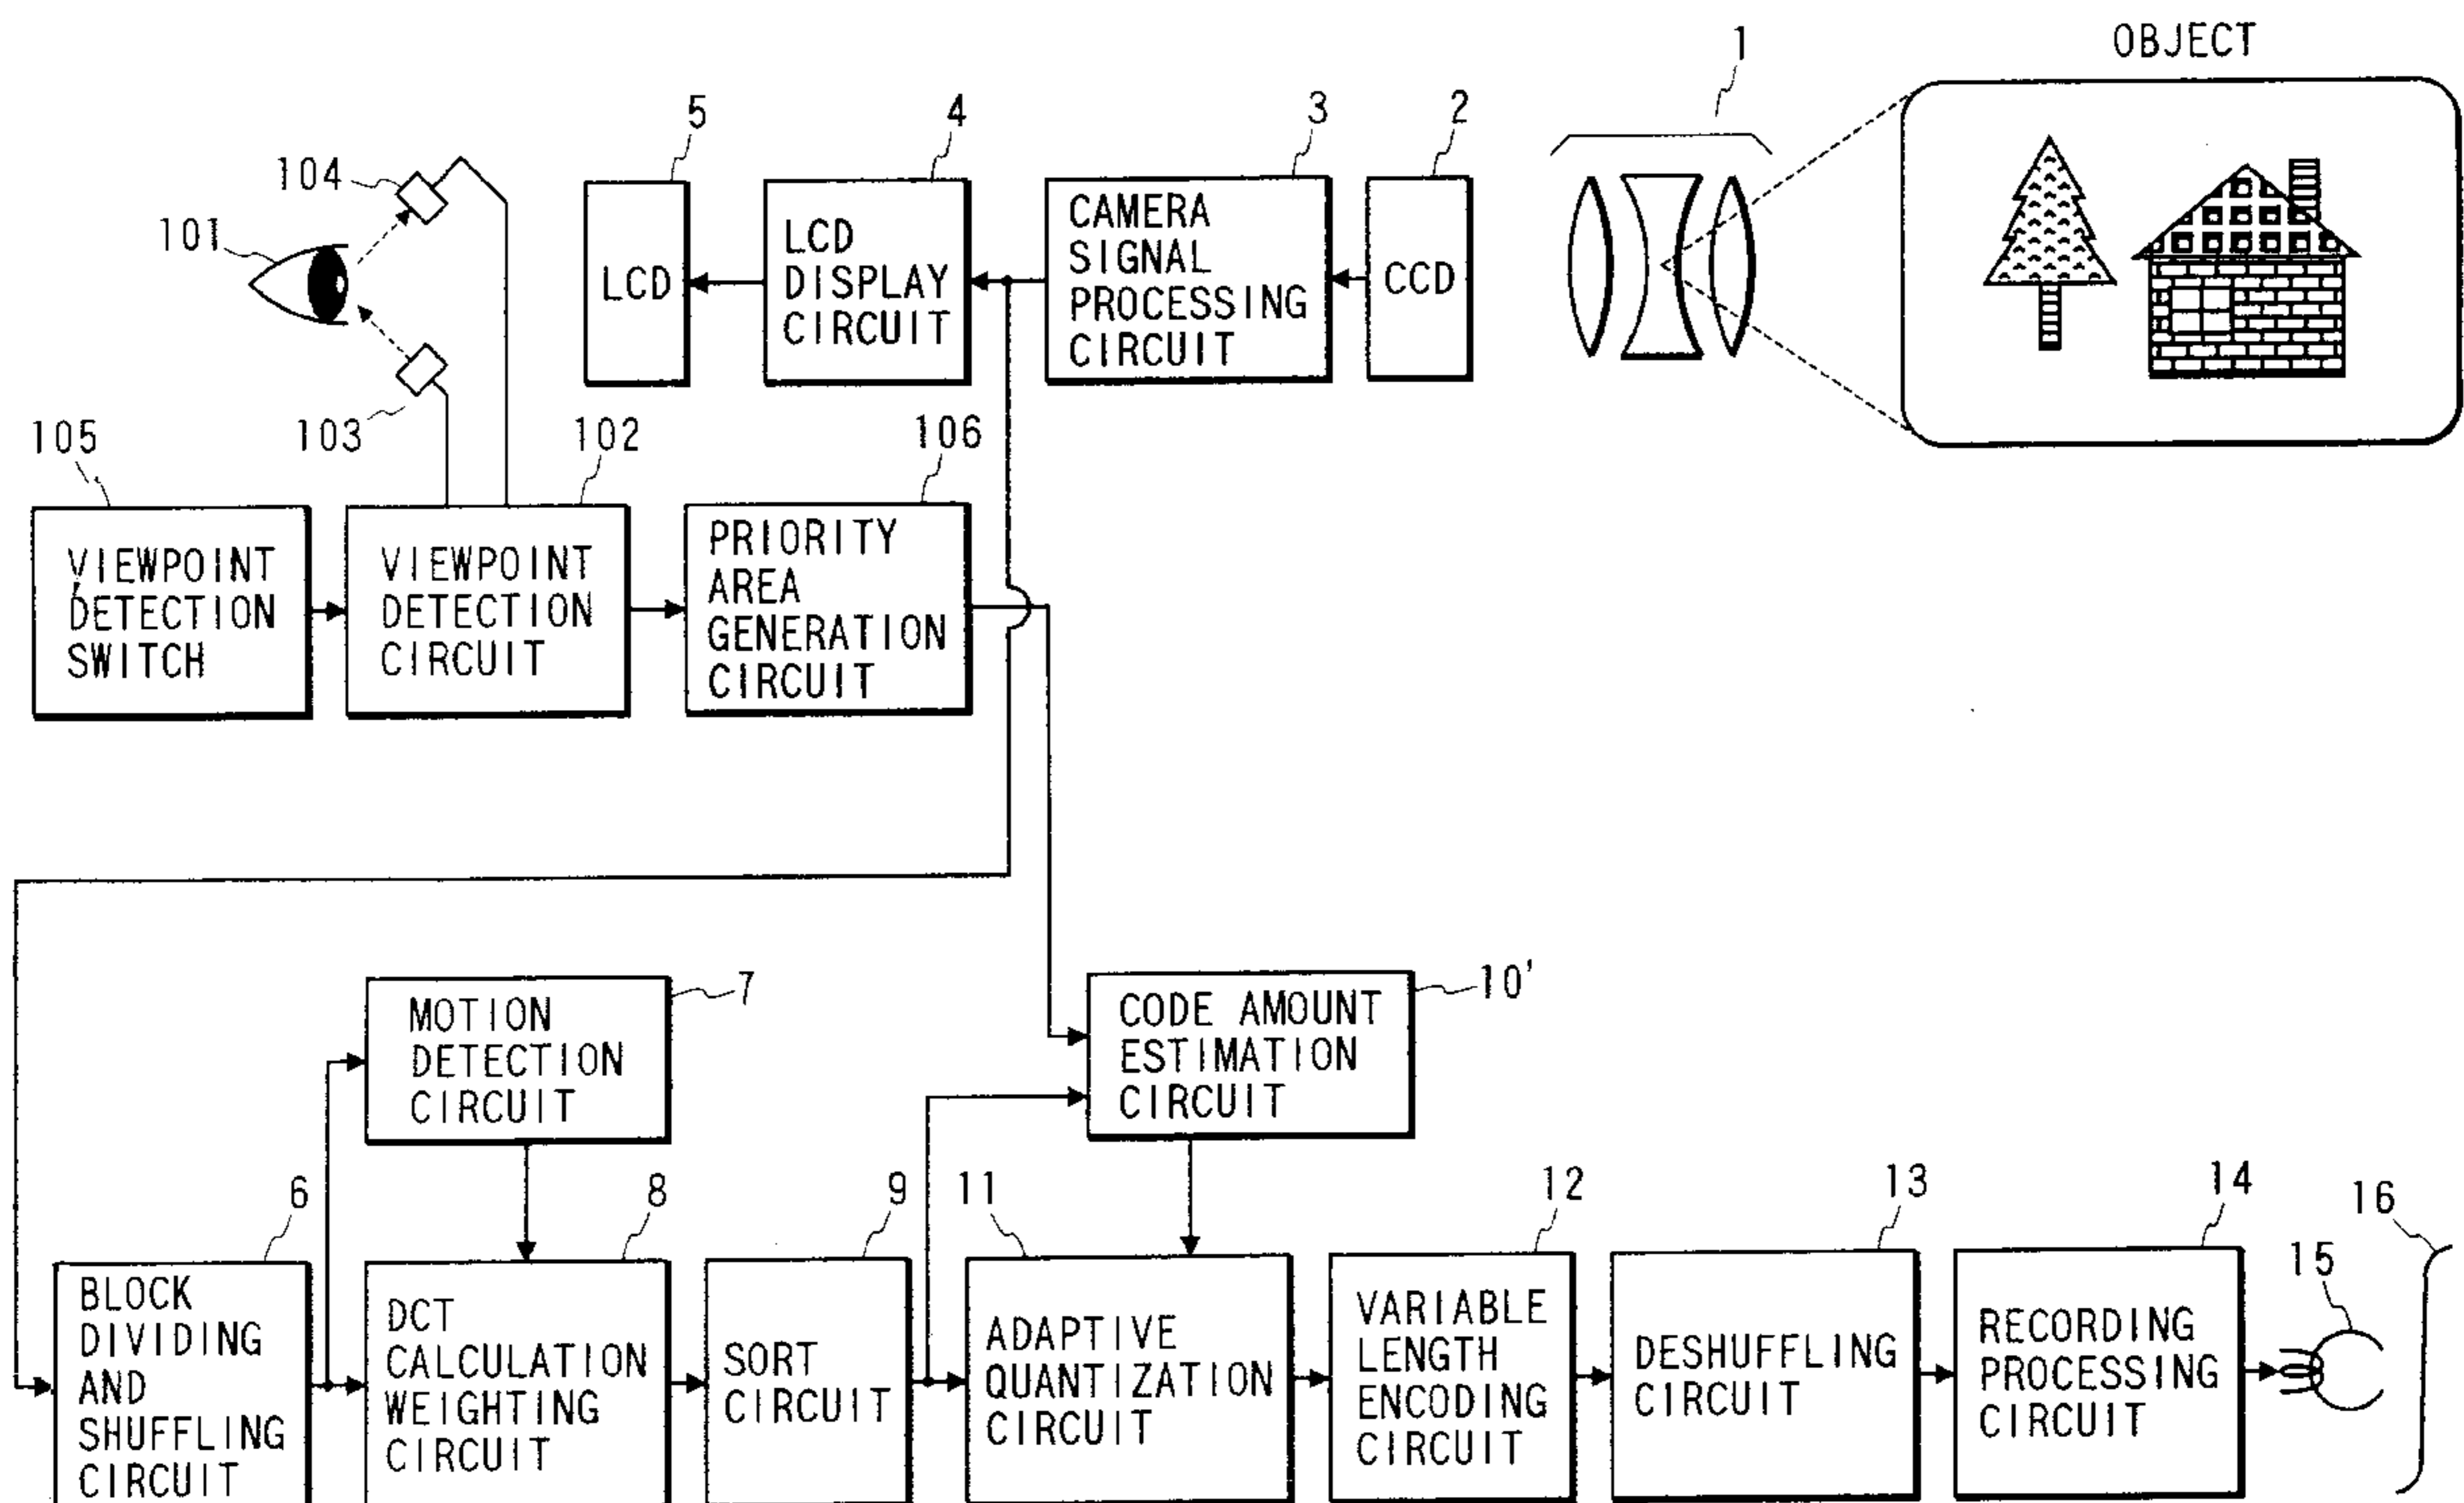 OBJECT
1
5
4
3
2
104
101
LCD
LCD
DISPLAY
CIRCUIT
CAMERA
SIGNAL
PROCESSING
CIRCUIT
CCD
103
105
102
106
VIEWPOINT
DETECTION
SWITCH
VIEWPOINT
DETECTION
CIRCUIT
PRIORITY
AREA
GENERATION
CIRCUIT
7
10'
MOTION
DETECTION
CIRCUIT
CODE AMOUNT
ESTIMATION
CIRCUIT
6
8
9
11
12
13
14
16
15
BLOCK
DIVIDING
AND
SHUFFLING
CIRCUIT
DCT
CALCULATION
WEIGHTING
CIRCUIT
SORT
CIRCUIT
ADAPTIVE
QUANTIZATION
CIRCUIT
VARIABLE
LENGTH
ENCODING
CIRCUIT
DESHUFFLING
CIRCUIT
RECORDING
PROCESSING
CIRCUIT